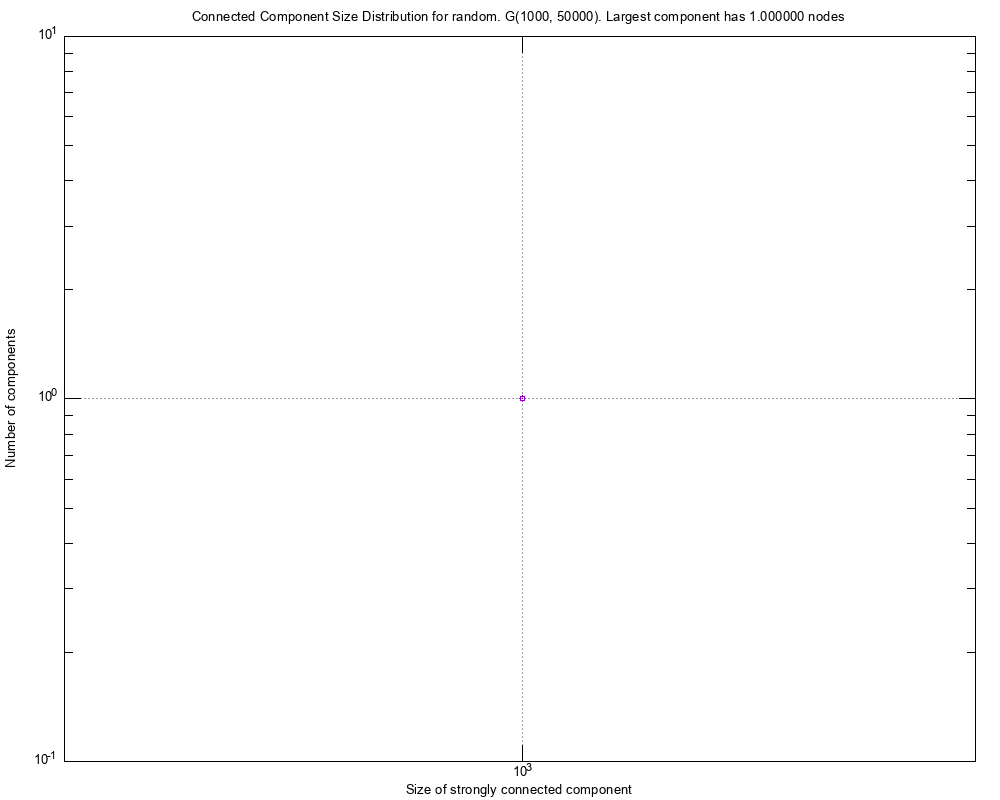 Connected Component Size Distribution for random. G(1000, 50000). Largest component has 1.000000 nodes
10^1
10^0
10^-1
Number of components
10^3
Size of strongly connected component